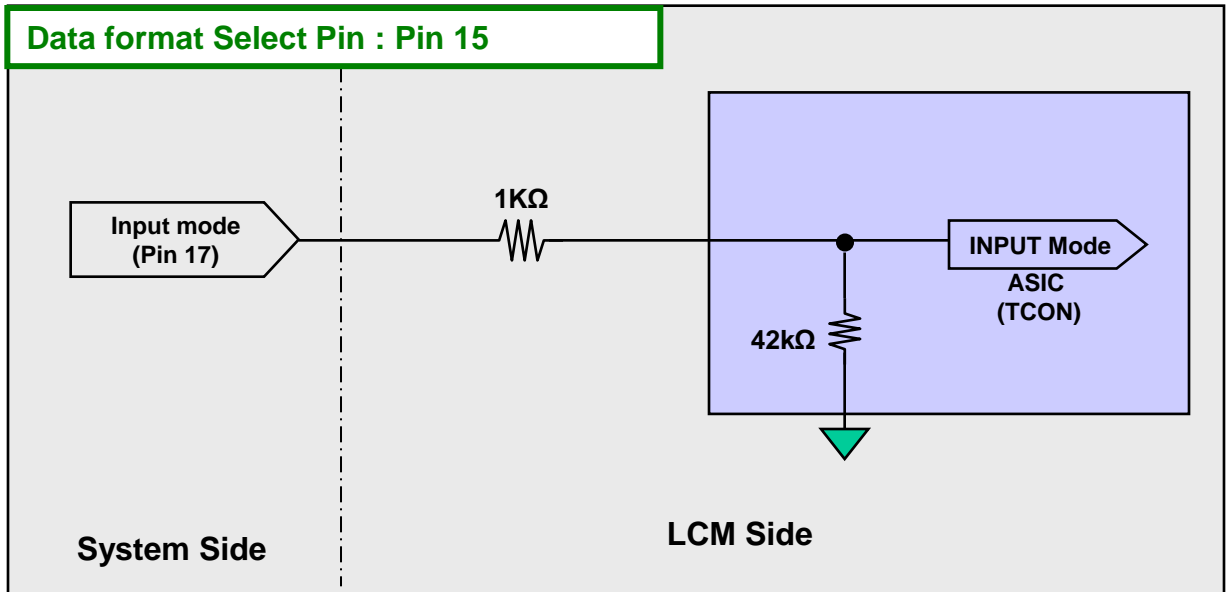 Data format Select Pin : Pin 15
1KΩ
Input mode
(Pin 17)
INPUT Mode
ASIC
(TCON)
42kΩ
System Side
LCM Side